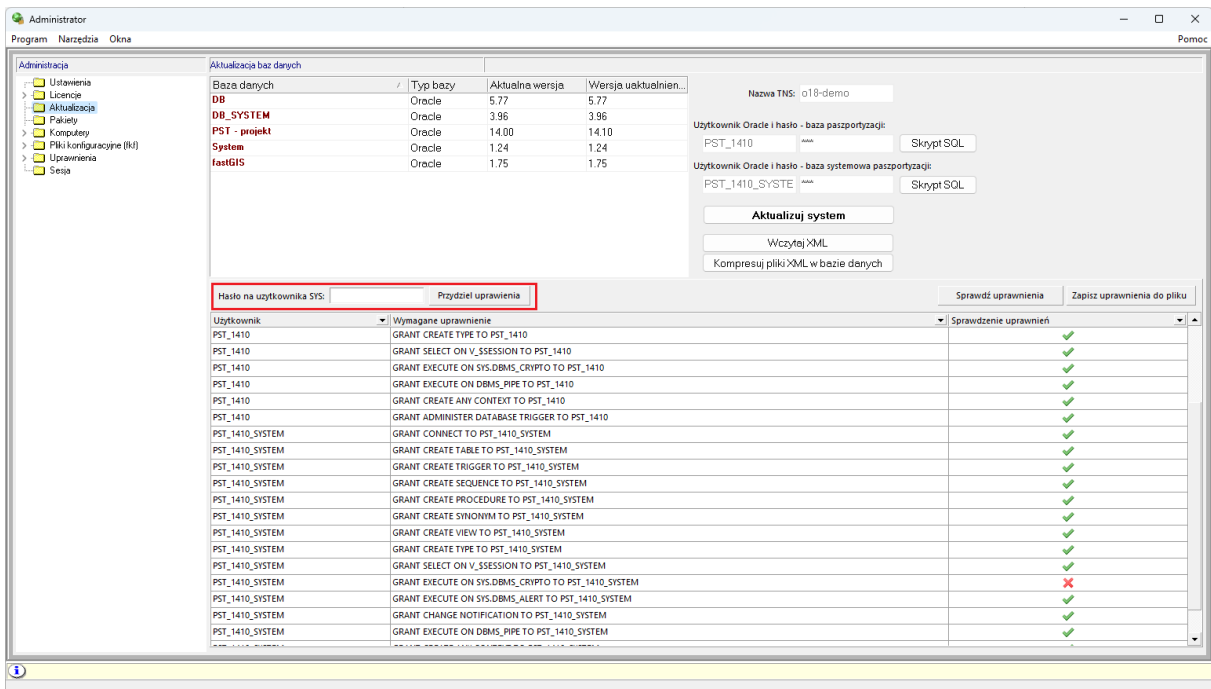 Administrator
Program Narzędzia Okna Pomoc
Administracja
Ustawienia
Licencje
Aktualizacja
Pakiety
Komputery
Pliki konfiguracyjne (fkf)
Uprawnienia
Sesja
Aktualizacja baz danych
Baza danych Typ bazy Aktualna wersja Wersja uaktualnien...
DB Oracle 5.77 5.77
DB_SYSTEM Oracle 3.96 3.96
PST - projekt Oracle 14.00 14.10
System Oracle 1.24 1.24
fastGIS Oracle 1.75 1.75
Nazwa TNS: o18-demo
Użytkownik Oracle i hasło - baza paszportyzacji:
PST_1410 *** Skrypt SQL
Użytkownik Oracle i hasło - baza systemowa paszportyzacji:
PST_1410_SYSTE *** Skrypt SQL
Aktualizuj system
Wczytaj XML
Kompresuj pliki XML w bazie danych
Hasło na uzytkownika SYS: Przydziel uprawienia Sprawdź uprawnienia Zapisz uprawnienia do pliku
Użytkownik Wymagane uprawnienie Sprawdzenie uprawnień
PST_1410 GRANT CREATE TYPE TO PST_1410
PST_1410 GRANT SELECT ON V_$SESSION TO PST_1410
PST_1410 GRANT EXECUTE ON SYS.DBMS_CRYPTO TO PST_1410
PST_1410 GRANT EXECUTE ON DBMS_PIPE TO PST_1410
PST_1410 GRANT CREATE ANY CONTEXT TO PST_1410
PST_1410 GRANT ADMINISTER DATABASE TRIGGER TO PST_1410
PST_1410_SYSTEM GRANT CONNECT TO PST_1410_SYSTEM
PST_1410_SYSTEM GRANT CREATE TABLE TO PST_1410_SYSTEM
PST_1410_SYSTEM GRANT CREATE TRIGGER TO PST_1410_SYSTEM
PST_1410_SYSTEM GRANT CREATE SEQUENCE TO PST_1410_SYSTEM
PST_1410_SYSTEM GRANT CREATE PROCEDURE TO PST_1410_SYSTEM
PST_1410_SYSTEM GRANT CREATE SYNONYM TO PST_1410_SYSTEM
PST_1410_SYSTEM GRANT CREATE VIEW TO PST_1410_SYSTEM
PST_1410_SYSTEM GRANT CREATE TYPE TO PST_1410_SYSTEM
PST_1410_SYSTEM GRANT SELECT ON V_$SESSION TO PST_1410_SYSTEM
PST_1410_SYSTEM GRANT EXECUTE ON SYS.DBMS_CRYPTO TO PST_1410_SYSTEM
PST_1410_SYSTEM GRANT EXECUTE ON SYS.DBMS_ALERT TO PST_1410_SYSTEM
PST_1410_SYSTEM GRANT CHANGE NOTIFICATION TO PST_1410_SYSTEM
PST_1410_SYSTEM GRANT EXECUTE ON DBMS_PIPE TO PST_1410_SYSTEM